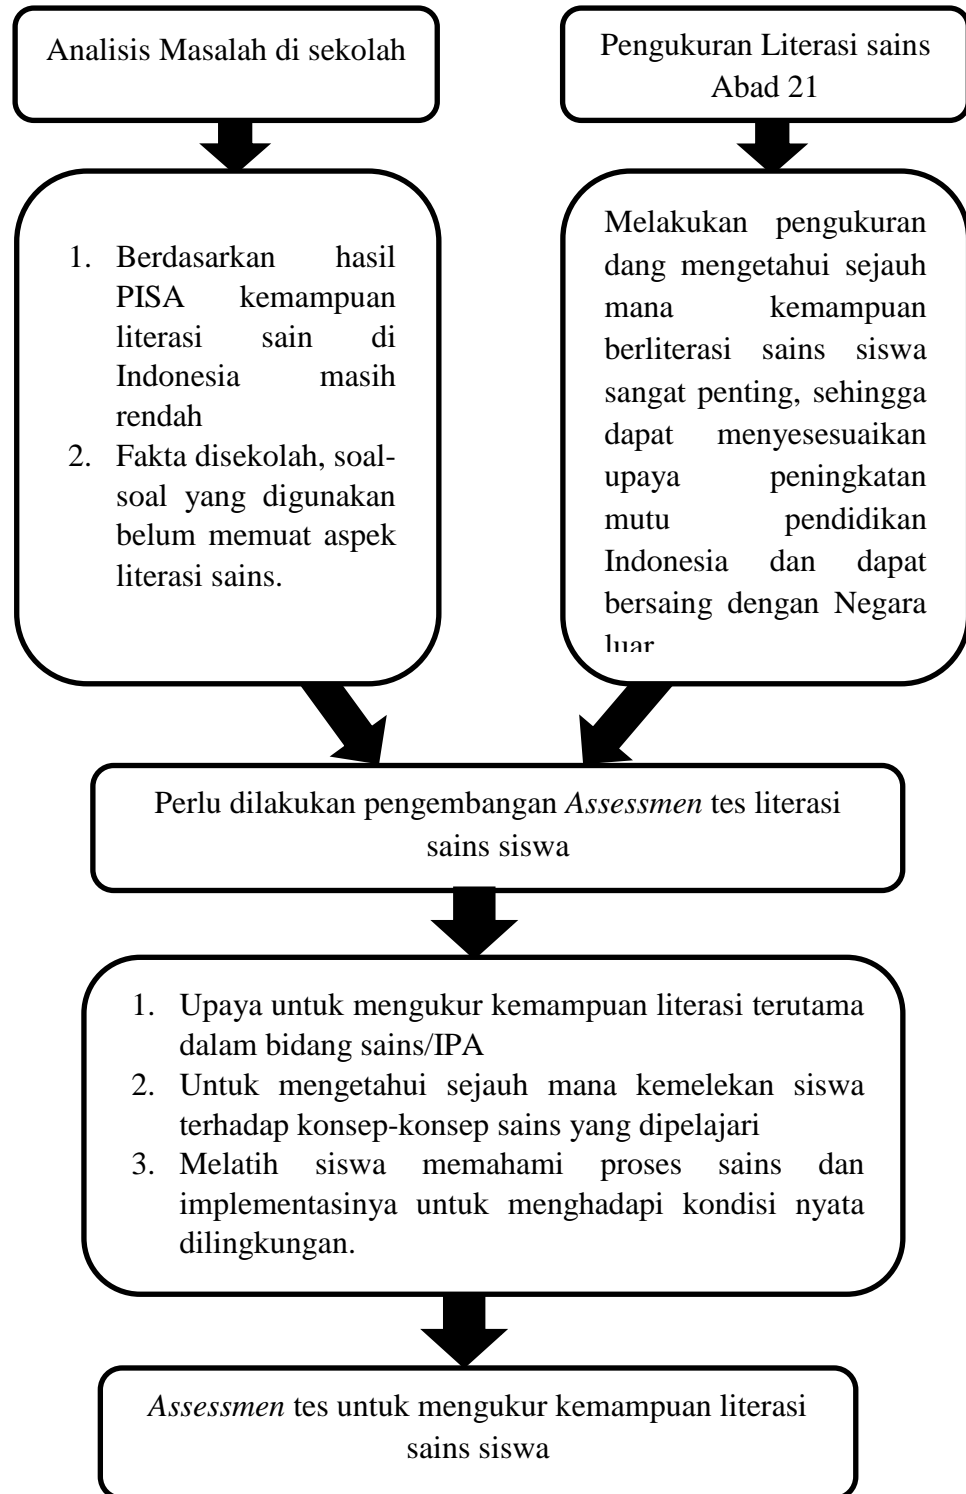 Analisis Masalah di sekolah
Pengukuran Literasi sains
Abad 21
1. Berdasarkan hasil
PISA kemampuan
literasi sain di
Indonesia masih
rendah
2. Fakta disekolah, soal-
soal yang digunakan
belum memuat aspek
literasi sains.
Melakukan pengukuran
dang mengetahui sejauh
mana kemampuan
berliterasi sains siswa
sangat penting, sehingga
dapat menyesesuaikan
upaya peningkatan
mutu pendidikan
Indonesia dan dapat
bersaing dengan Negara
luar
Perlu dilakukan pengembangan Assessmen tes literasi
sains siswa
1. Upaya untuk mengukur kemampuan literasi terutama
dalam bidang sains/IPA
2. Untuk mengetahui sejauh mana kemelekan siswa
terhadap konsep-konsep sains yang dipelajari
3. Melatih siswa memahami proses sains dan
implementasinya untuk menghadapi kondisi nyata
dilingkungan.
Assessmen tes untuk mengukur kemampuan literasi
sains siswa